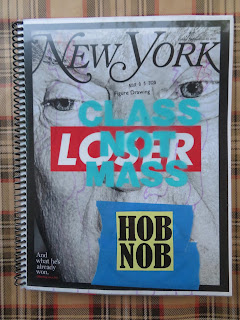 NEW YORK
Figure Drawing
CLASS
LOSER
NOT
MASS
HOB
NOB
And
what he's
already
won.